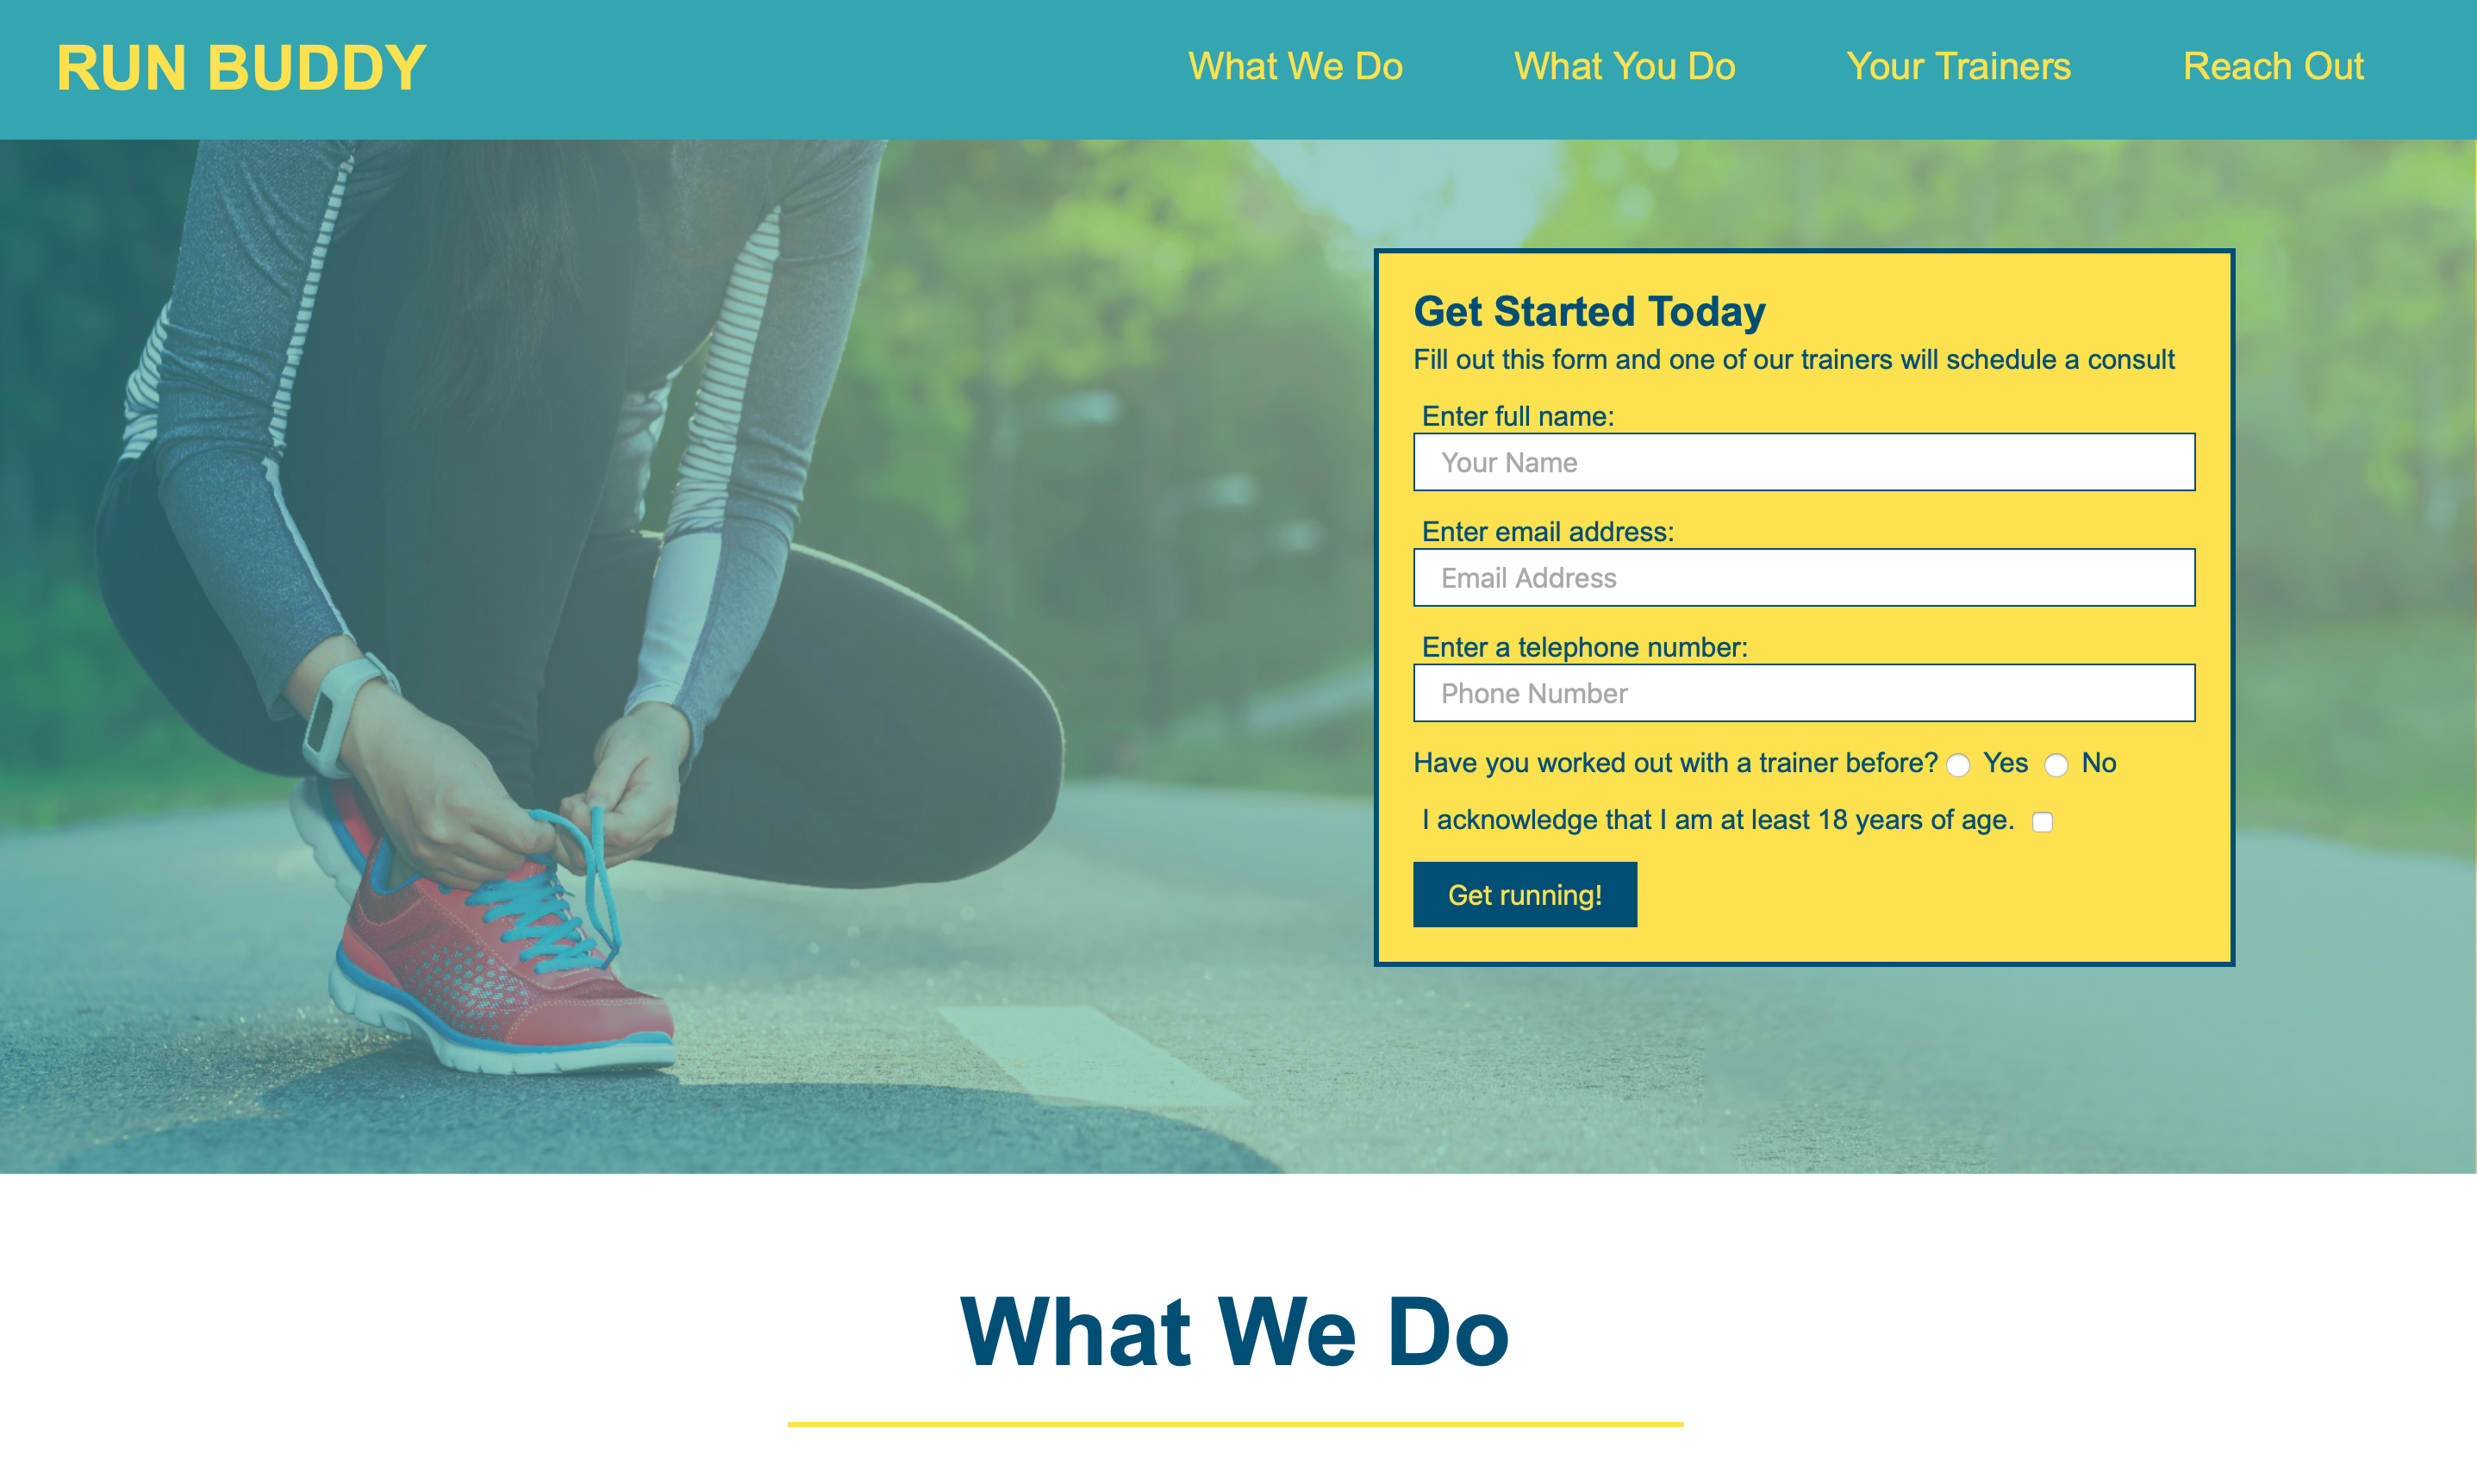 RUN BUDDY
What We Do
What You Do
Your Trainers
Reach Out
Get Started Today
Fill out this form and one of our trainers will schedule a consult
Enter full name:
Your Name
Enter email address:
Email Address
Enter a telephone number:
Phone Number
Have you worked out with a trainer before? Yes No
I acknowledge that I am at least 18 years of age.
Get running!
What We Do